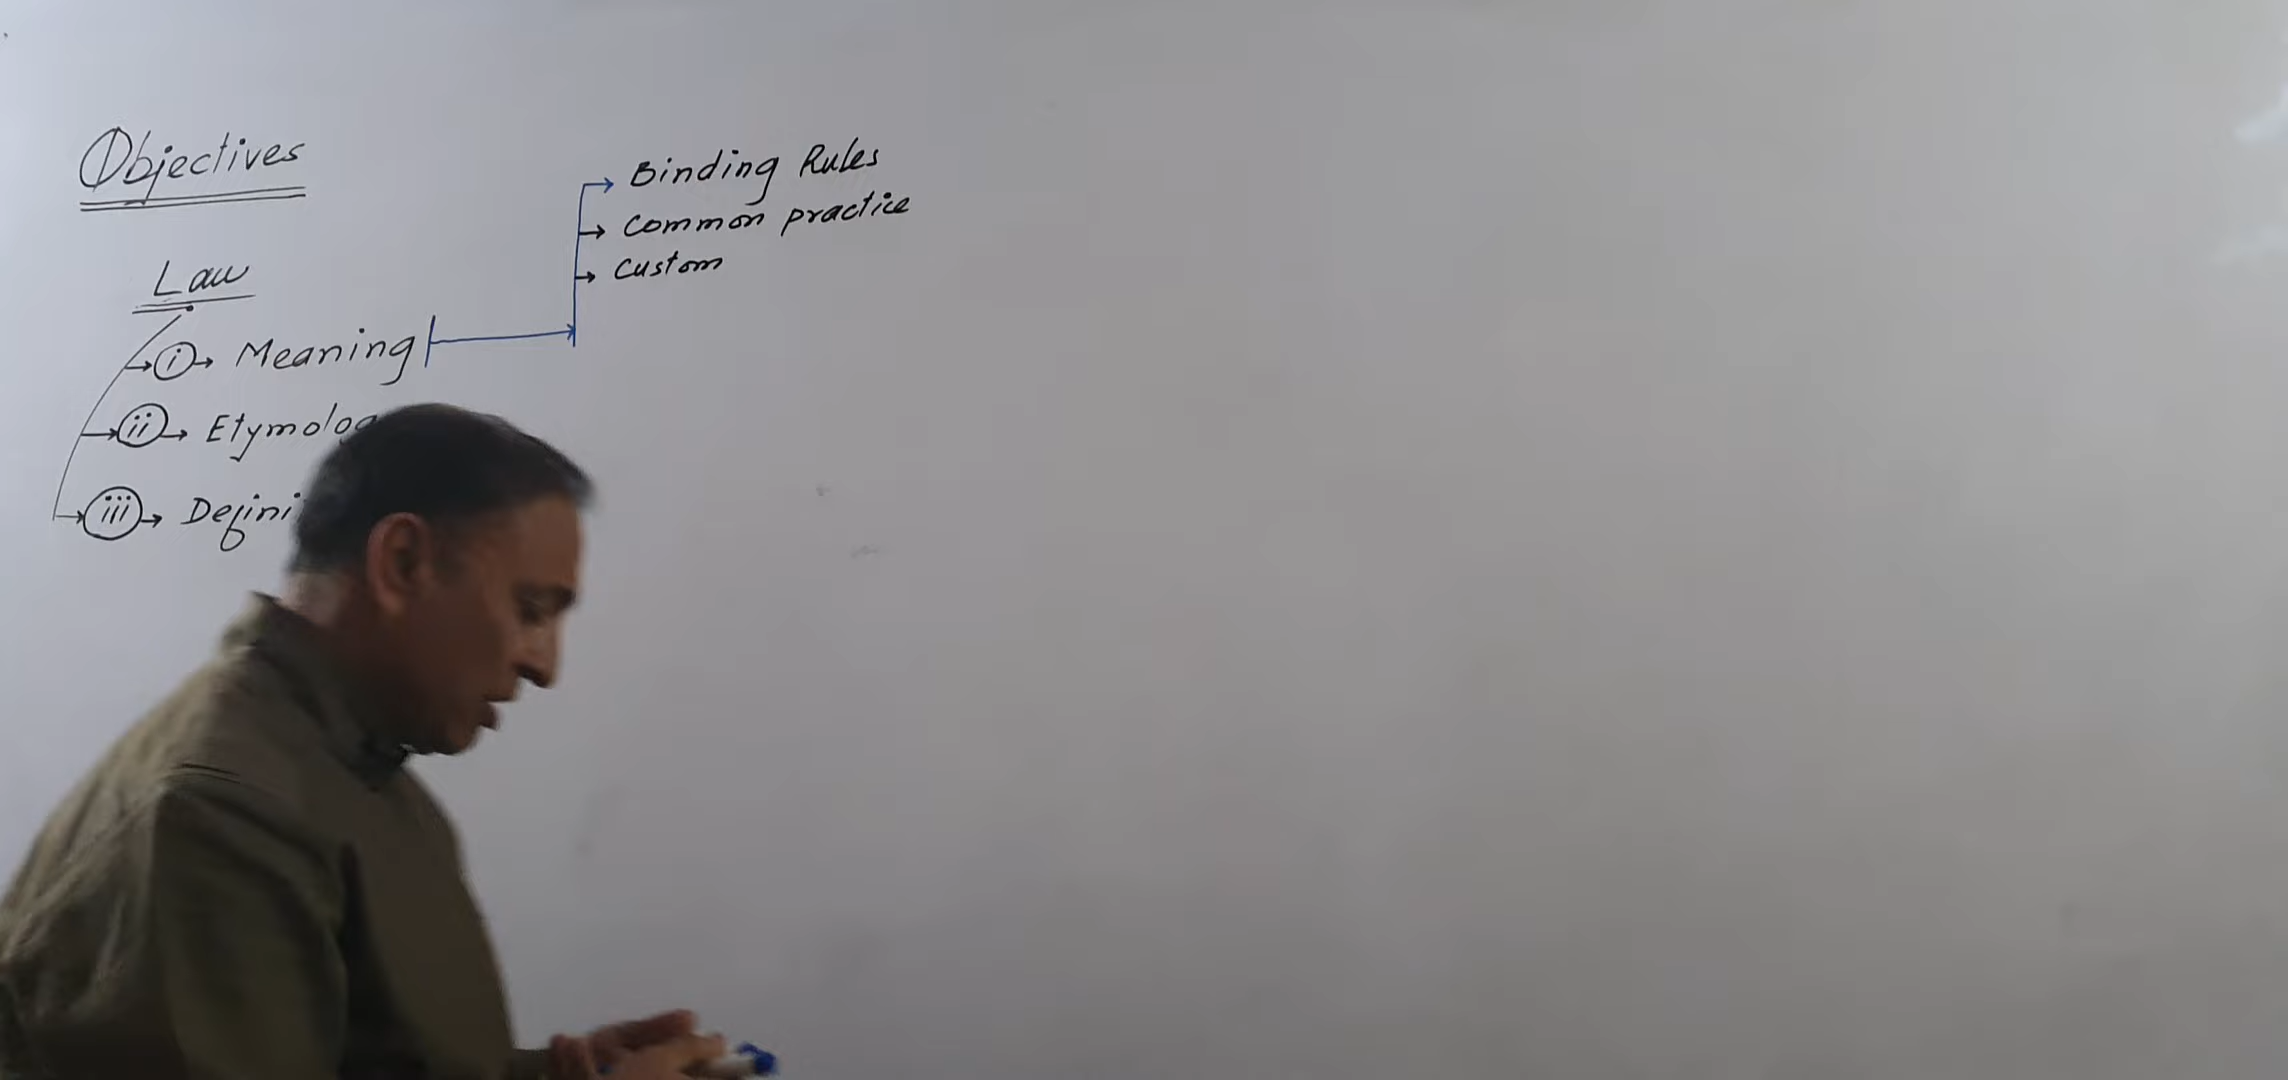 Objectives
Law
i → Meaning
ii → Etymolog
iii → Defini
→ Binding Rules
→ Common practice
→ Custom